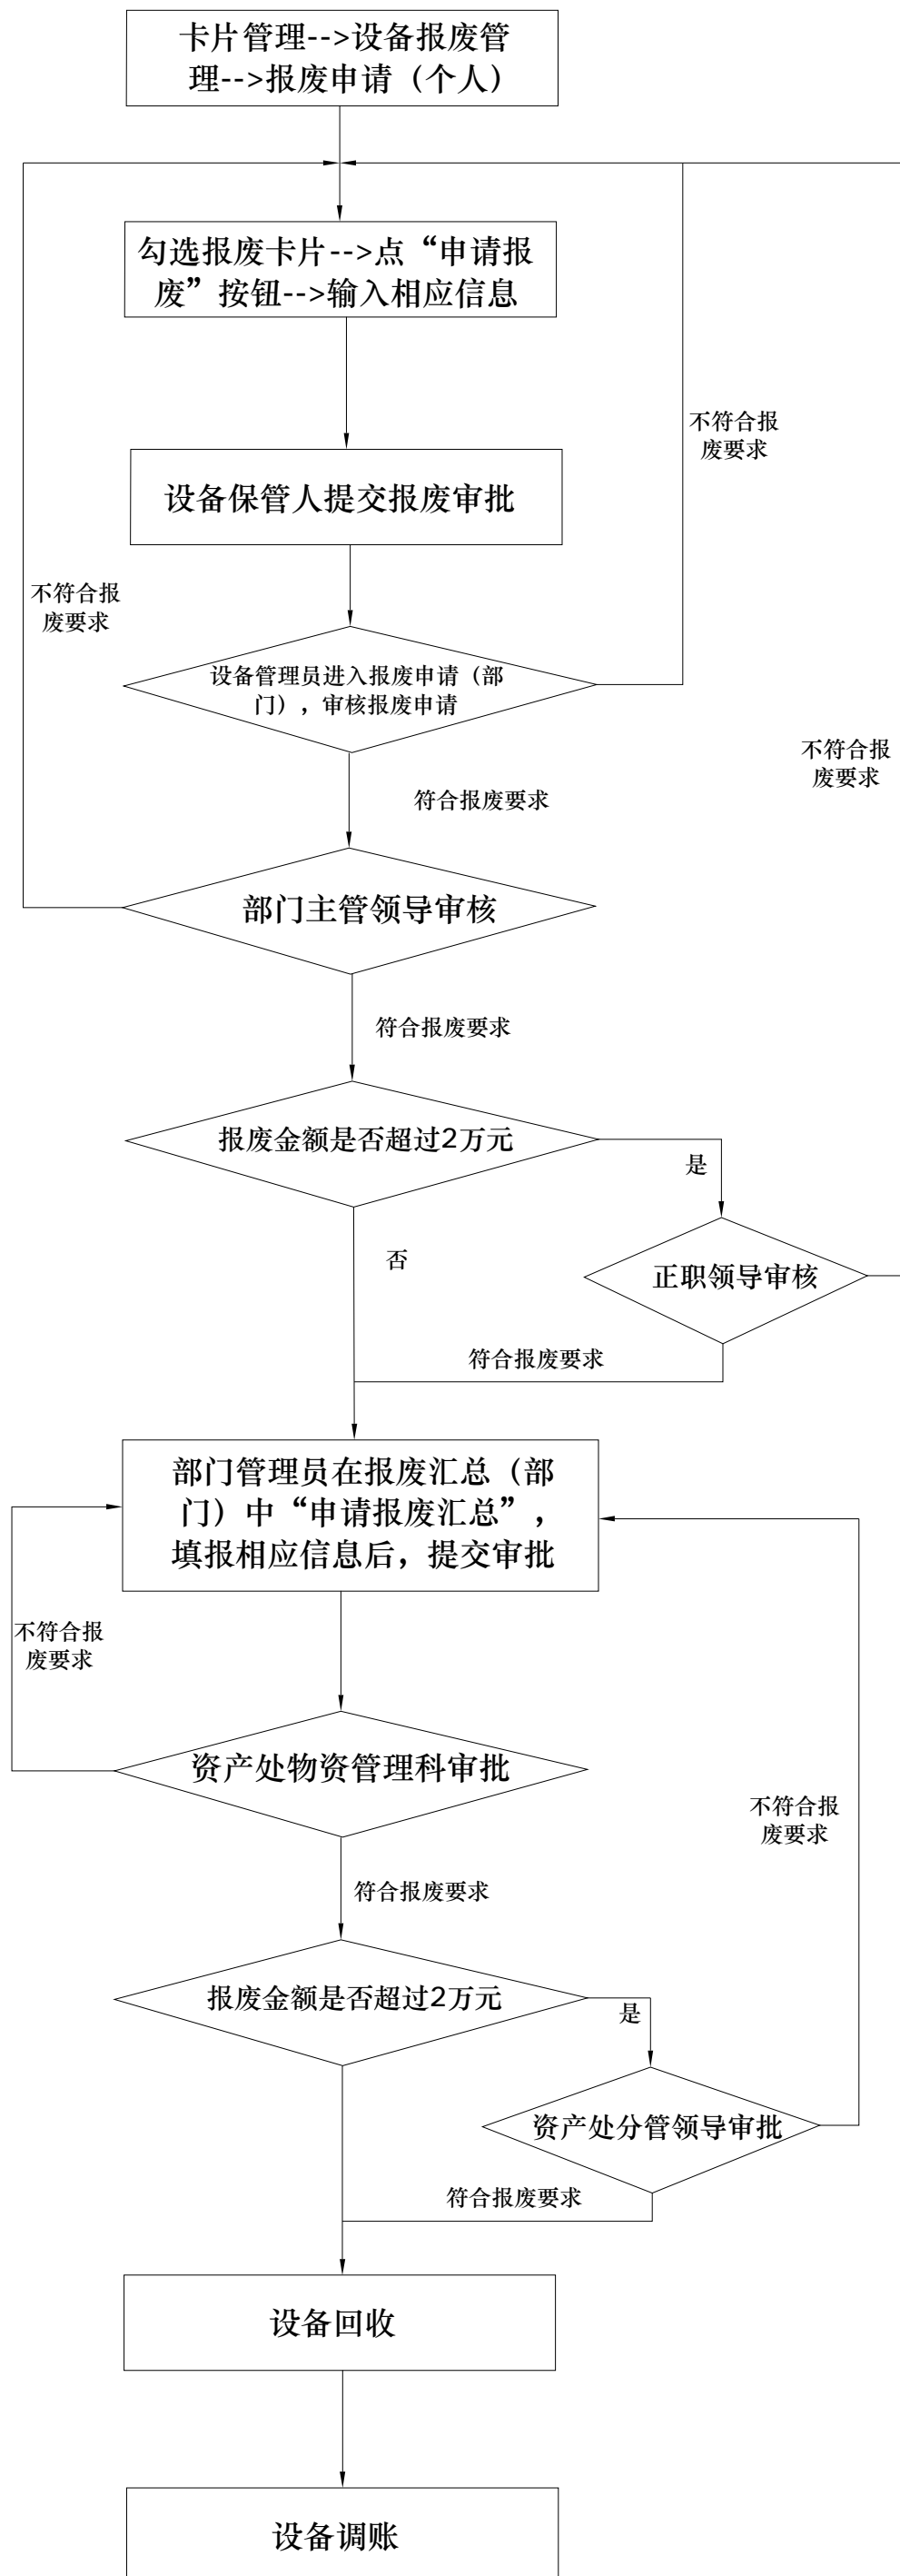 卡片管理-->设备报废管
理-->报废申请（个人）
勾选报废卡片-->点“申请报
废”按钮-->输入相应信息
不符合报
废要求
设备保管人提交报废审批
不符合报
废要求
设备管理员进入报废申请（部
门），审核报废申请
不符合报
废要求
符合报废要求
部门主管领导审核
符合报废要求
报废金额是否超过2万元
是
否
正职领导审核
符合报废要求
部门管理员在报废汇总（部
门）中“申请报废汇总”，
填报相应信息后，提交审批
不符合报
废要求
资产处物资管理科审批
不符合报
废要求
符合报废要求
报废金额是否超过2万元
是
资产处分管领导审批
符合报废要求
设备回收
设备调账